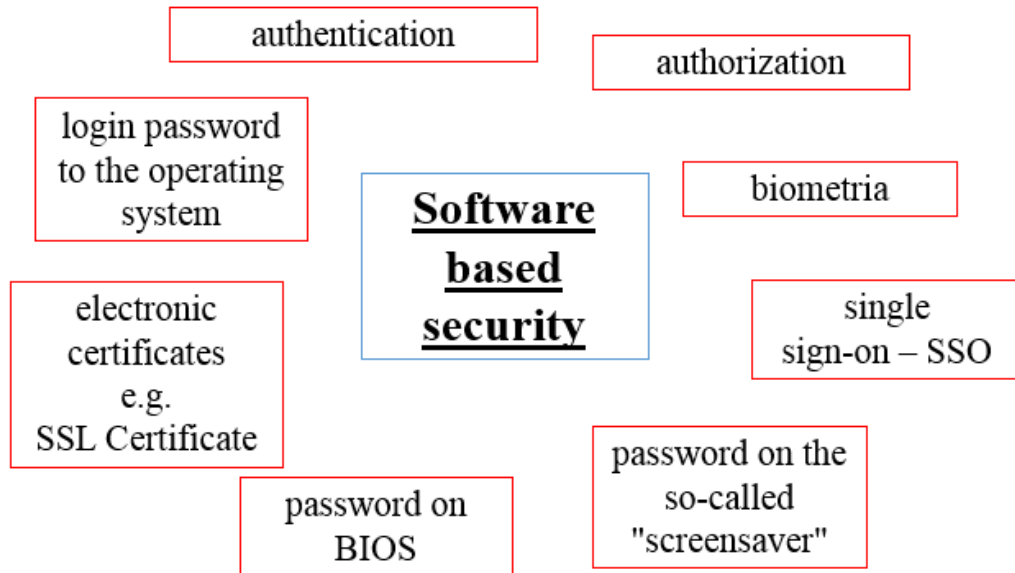 authentication
authorization
login password
to the operating
system
biometria
Software
based
security
electronic
certificates
e.g.
SSL Certificate
single
sign-on – SSO
password on
BIOS
password on the
so-called
"screensaver"